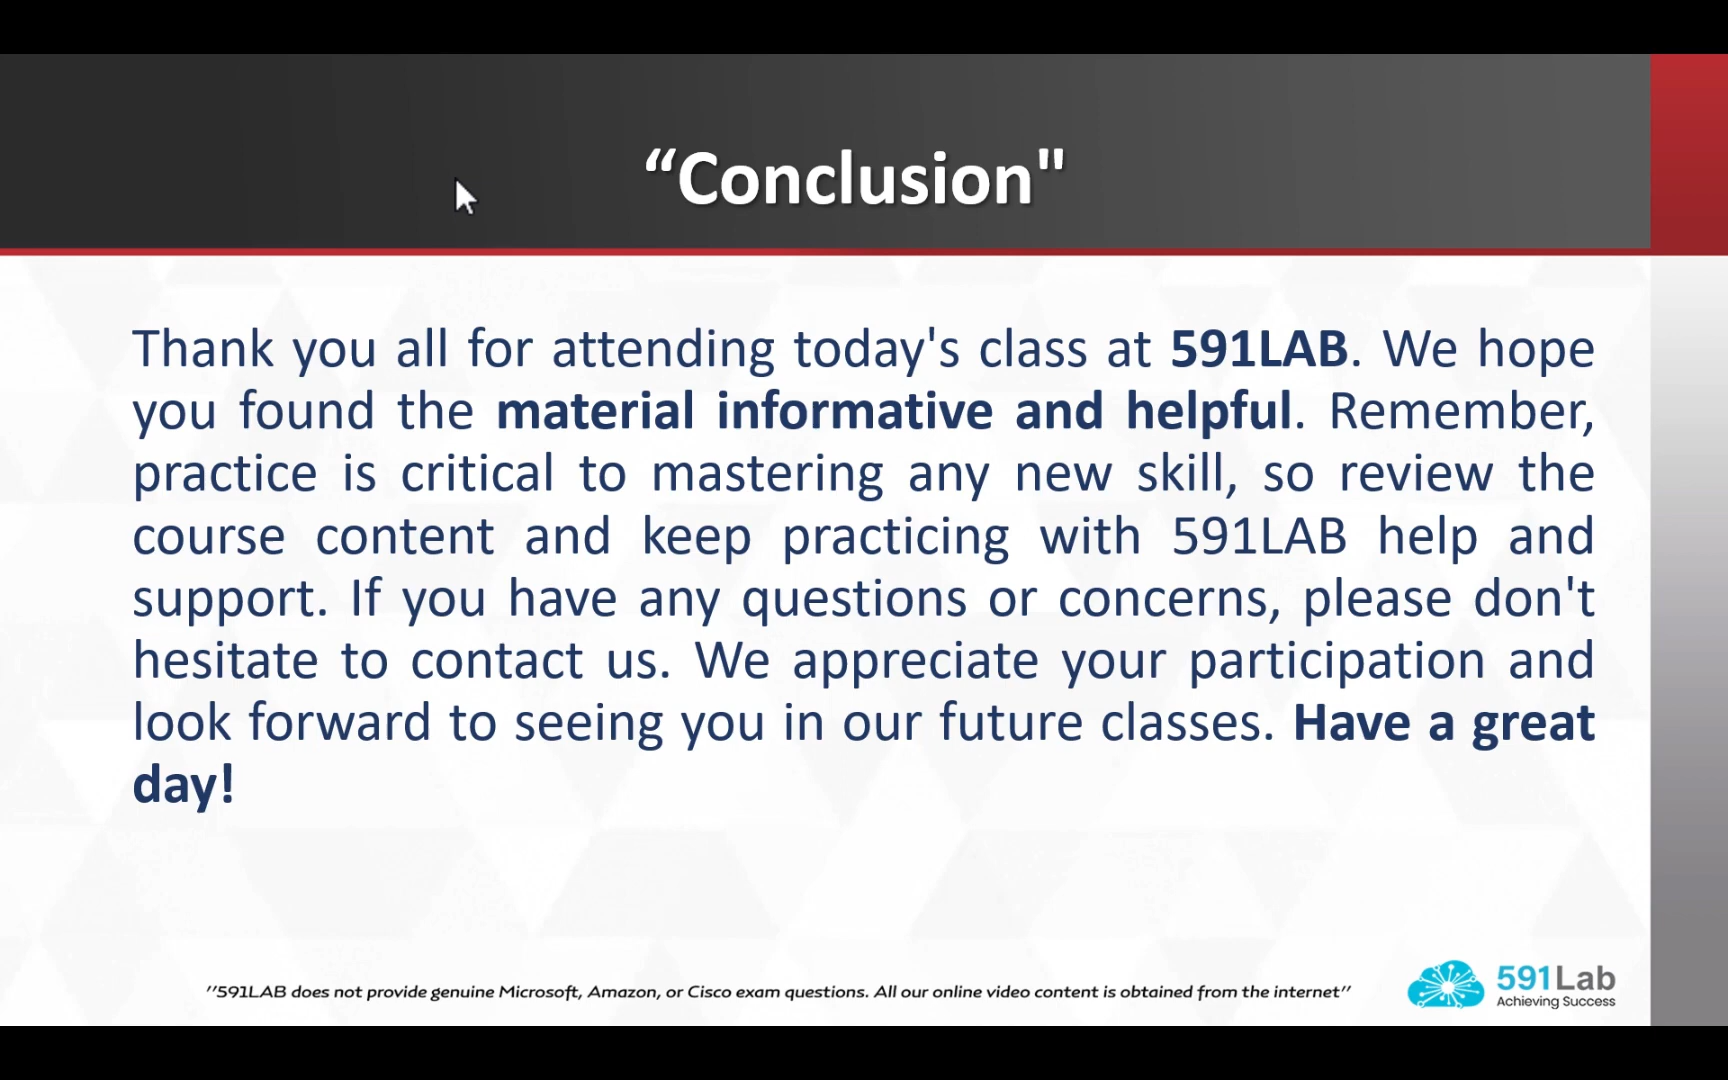 “Conclusion"
Thank you all for attending today's class at 591LAB. We hope
you found the material informative and helpful. Remember,
practice is critical to mastering any new skill, so review the
course content and keep practicing with 591LAB help and
support. If you have any questions or concerns, please don't
hesitate to contact us. We appreciate your participation and
look forward to seeing you in our future classes. Have a great
day!
''591LAB does not provide genuine Microsoft, Amazon, or Cisco exam questions. All our online video content is obtained from the internet''
591Lab
Achieving Success